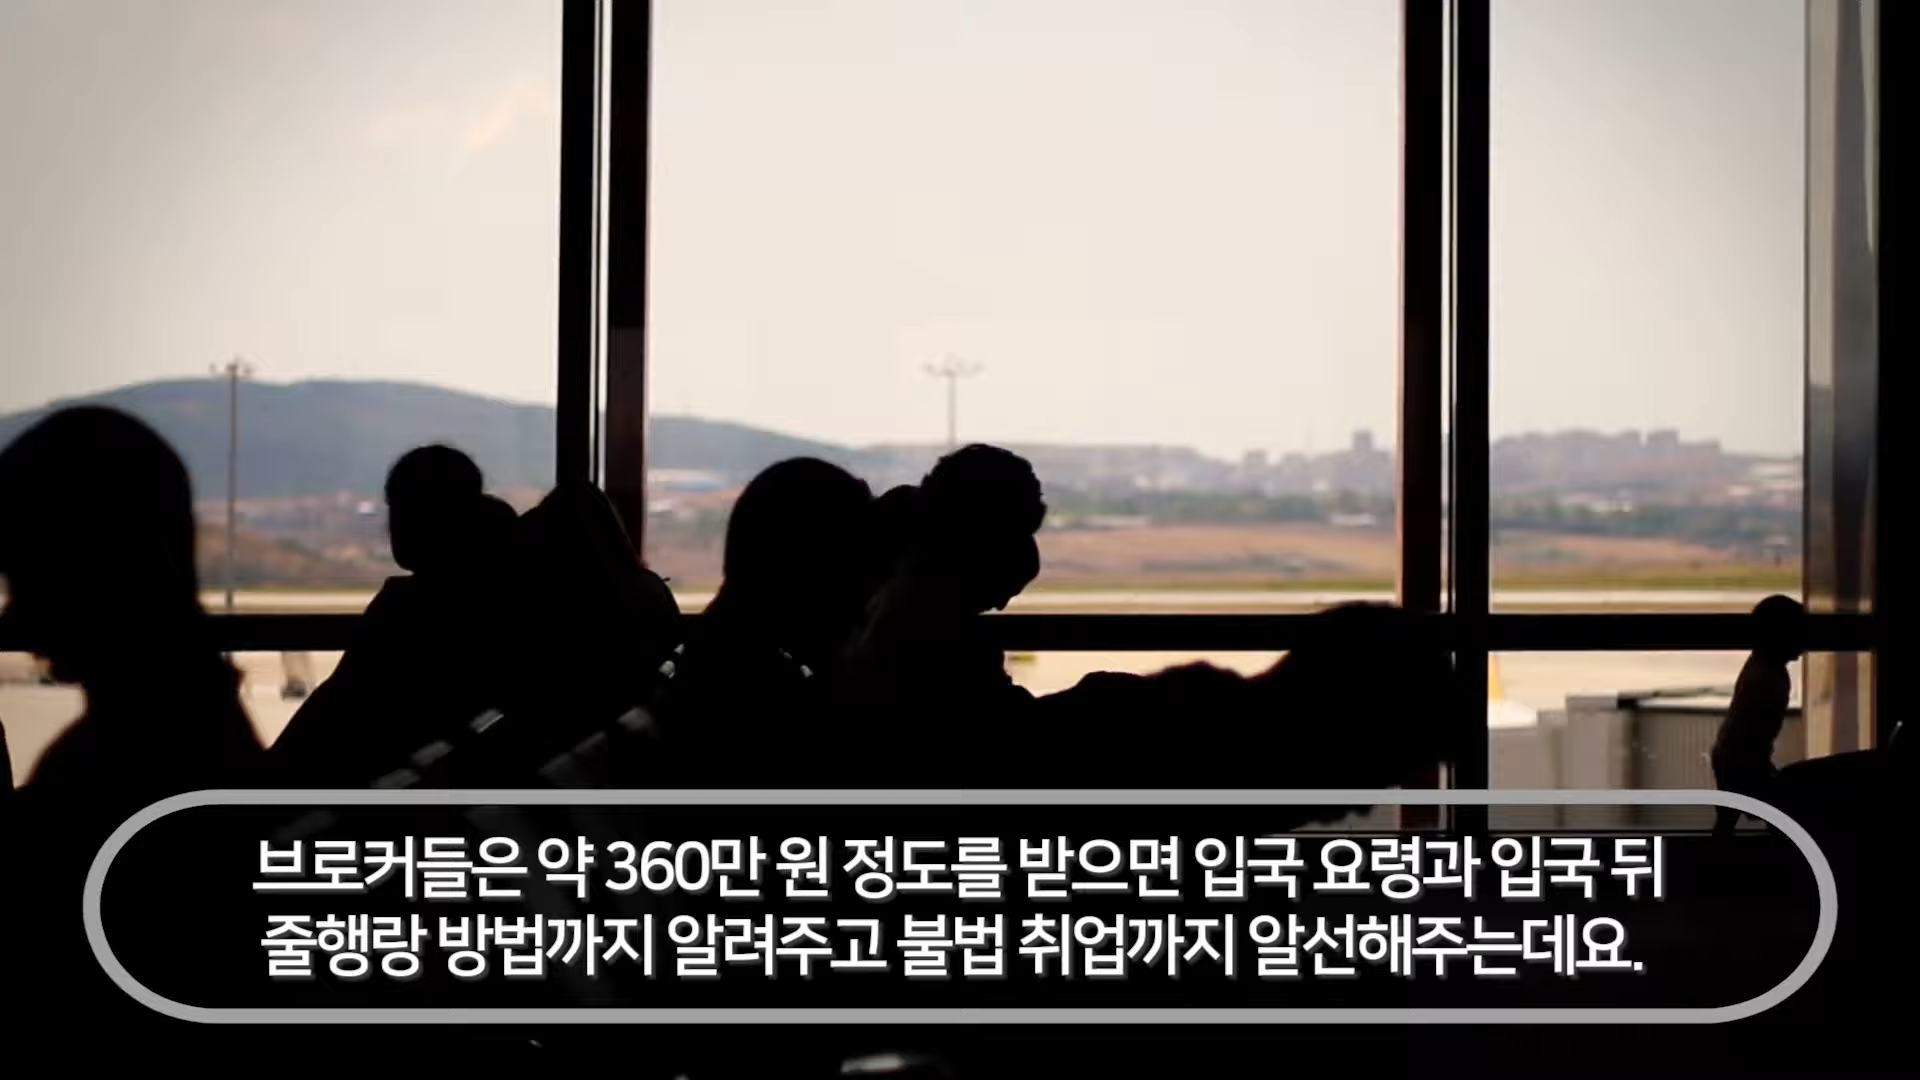 브로커들은 약 360만 원 정도를 받으면 입국 요령과 입국 뒤
줄행랑 방법까지 알려주고 불법 취업까지 알선해주는데요.